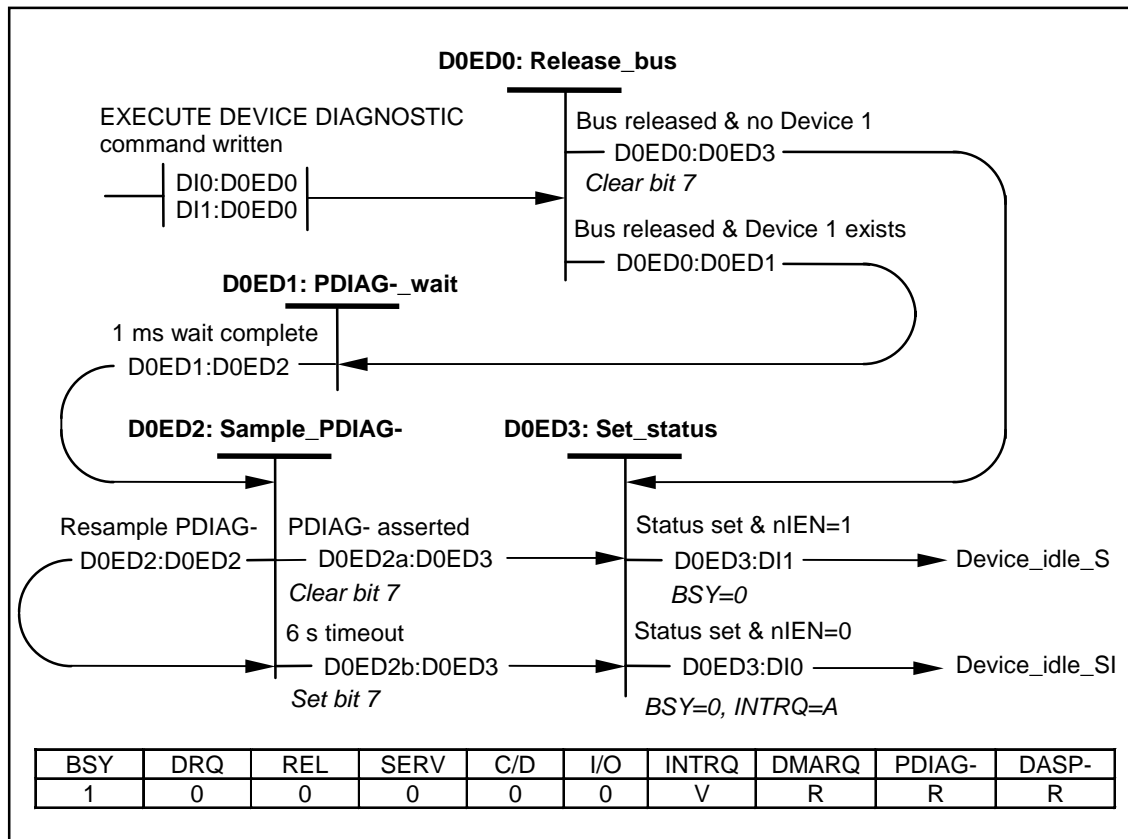 D0ED0: Release_bus
EXECUTE DEVICE DIAGNOSTIC
command written
DI0:D0ED0
DI1:D0ED0
Bus released & no Device 1
D0ED0:D0ED3
Clear bit 7
Bus released & Device 1 exists
D0ED0:D0ED1
D0ED1: PDIAG-_wait
1 ms wait complete
D0ED1:D0ED2
D0ED2: Sample_PDIAG-
D0ED3: Set_status
Resample PDIAG-
D0ED2:D0ED2
PDIAG- asserted
D0ED2a:D0ED3
Clear bit 7
6 s timeout
D0ED2b:D0ED3
Set bit 7
Status set & nIEN=1
D0ED3:DI1
BSY=0
Device_idle_S
Status set & nIEN=0
D0ED3:DI0
BSY=0, INTRQ=A
Device_idle_SI
BSY DRQ REL SERV C/D I/O INTRQ DMARQ PDIAG- DASP-
1 0 0 0 0 0 V R R R